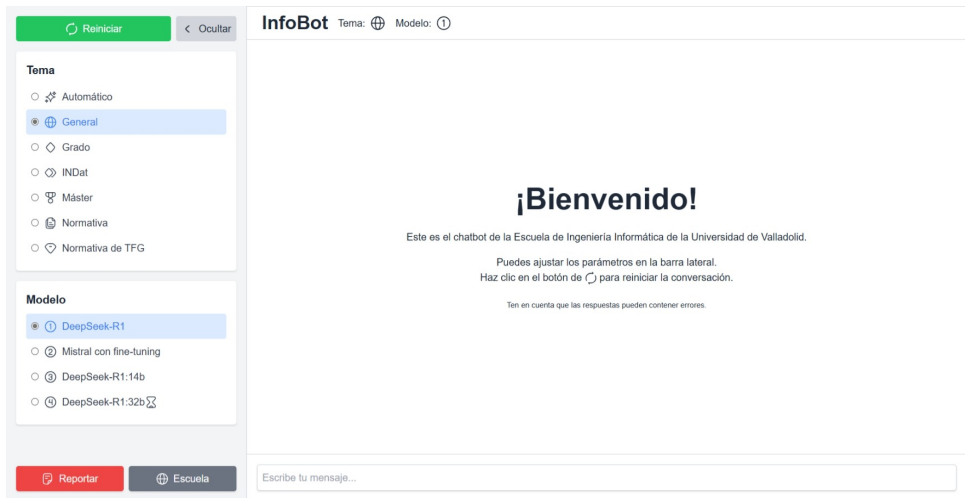 Reiniciar
Ocultar
Tema
Automático
General
Grado
INDat
Máster
Normativa
Normativa de TFG
Modelo
1 DeepSeek-R1
2 Mistral con fine-tuning
3 DeepSeek-R1:14b
4 DeepSeek-R1:32b
Reportar
Escuela
InfoBot Tema: Modelo: 1
¡Bienvenido!
Este es el chatbot de la Escuela de Ingeniería Informática de la Universidad de Valladolid.
Puedes ajustar los parámetros en la barra lateral.
Haz clic en el botón de para reiniciar la conversación.
Ten en cuenta que las respuestas pueden contener errores.
Escribe tu mensaje...